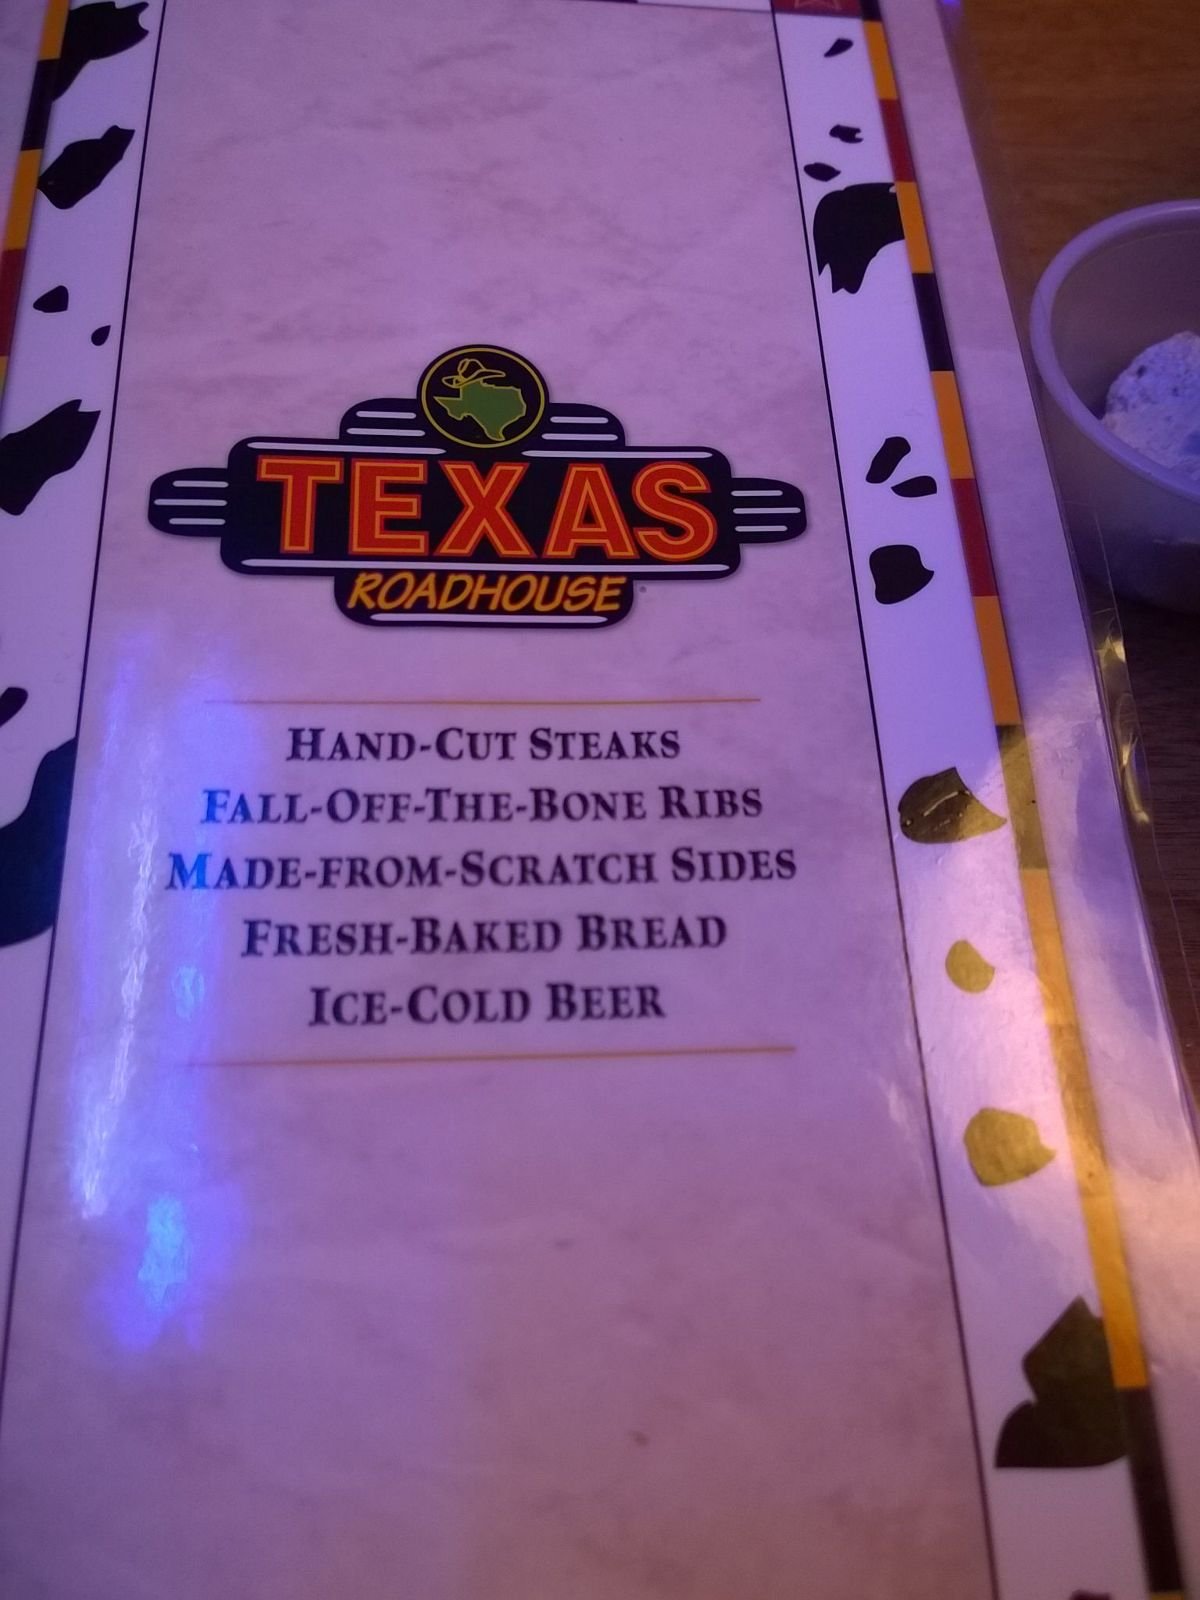 TEXAS
ROADHOUSE
HAND-CUT STEAKS
FALL-OFF-THE-BONE RIBS
MADE-FROM-SCRATCH SIDES
FRESH-BAKED BREAD
ICE-COLD BEER